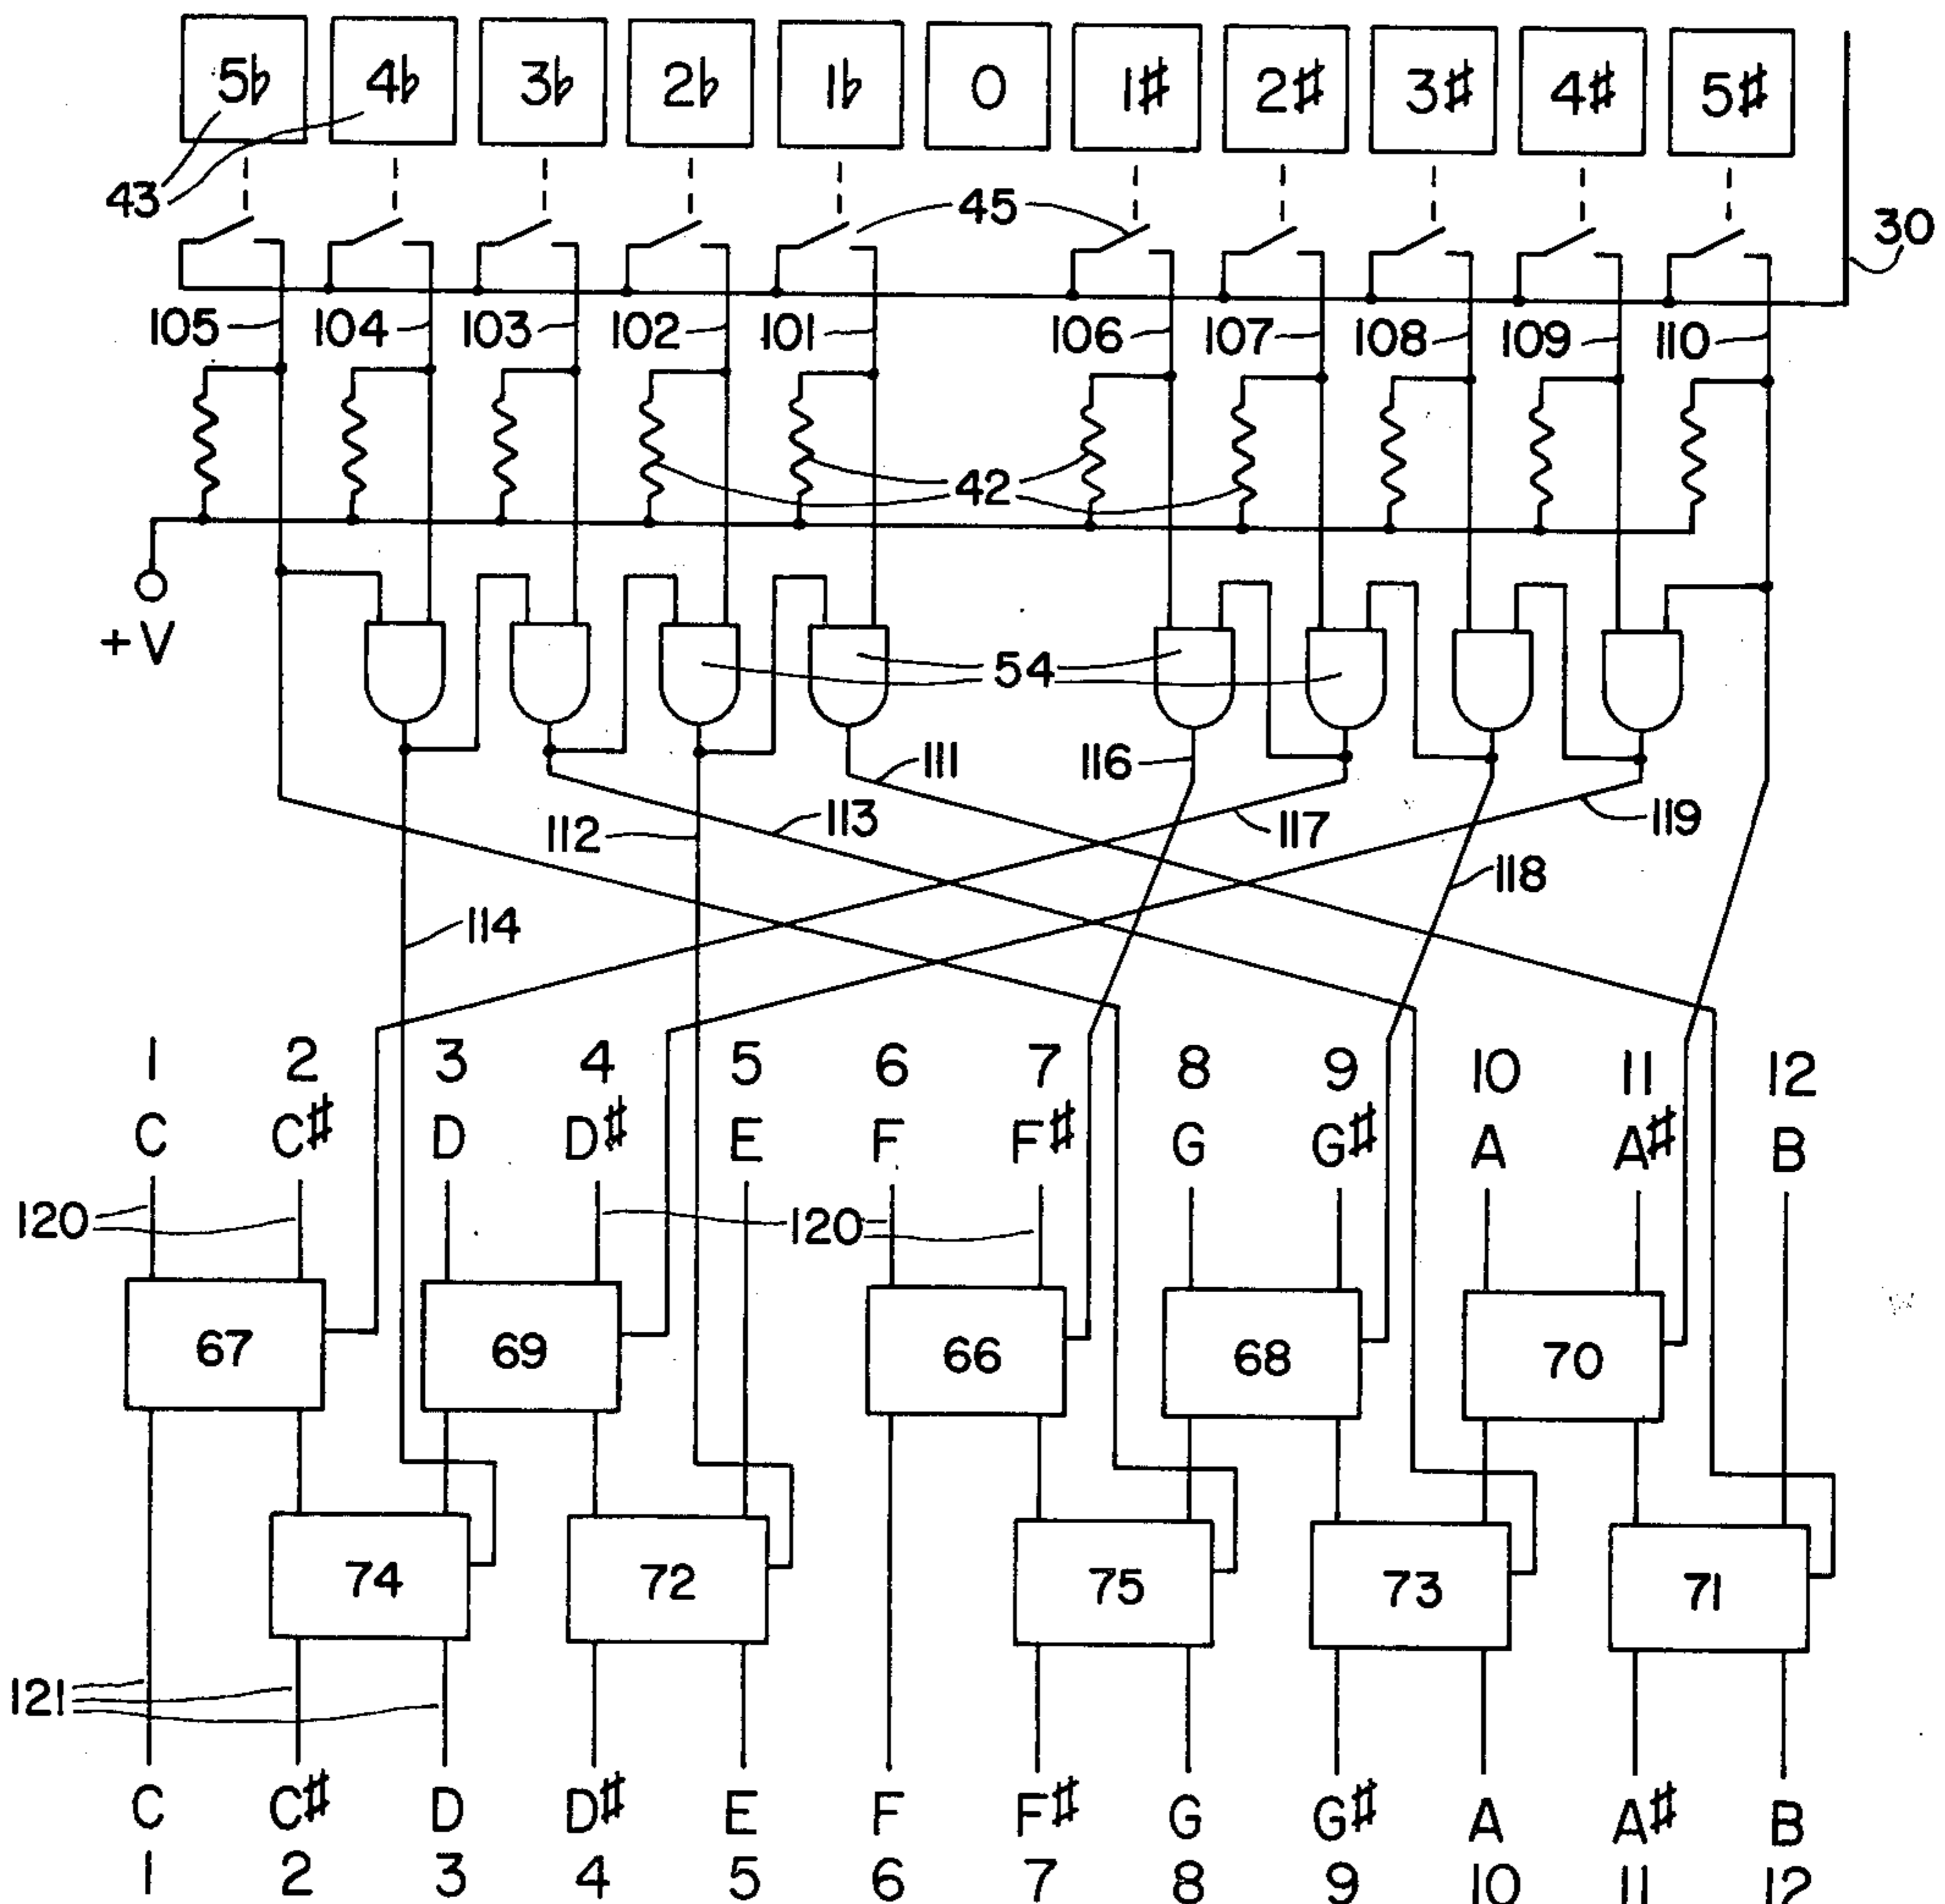 5♭ 4♭ 3♭ 2♭ 1♭ 0 1♯ 2♯ 3♯ 4♯ 5♯
43 45 30
105 104 103 102 101 106 107 108 109 110
42
+V
54
111 116
112 113 117 119
118
114
1 2 3 4 5 6 7 8 9 10 11 12
C C♯ D D♯ E F F♯ G G♯ A A♯ B
120 120
67 69 66 68 70
74 72 75 73 71
121
C C♯ D D♯ E F F♯ G G♯ A A♯ B
1 2 3 4 5 6 7 8 9 10 11 12